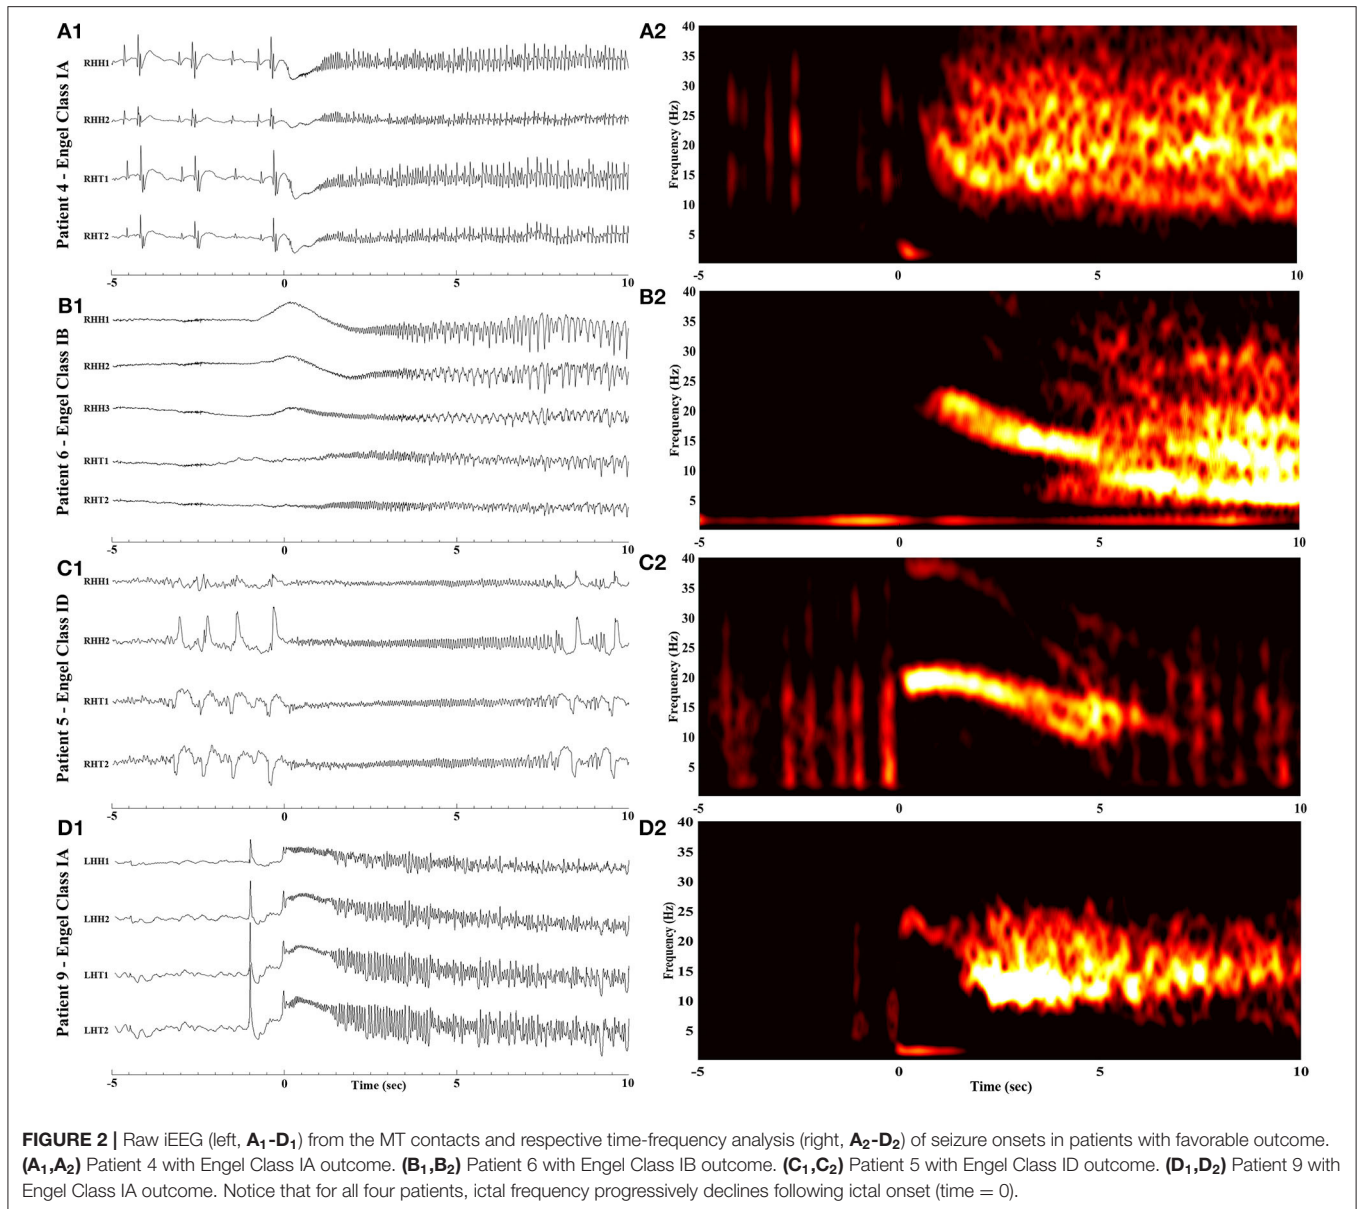 A1
Patient 4 - Engel Class IA
RHH1
RHH2
RHT1
RHT2
-5 0 5 10
A2
Frequency (Hz)
40
35
30
25
20
15
10
5
-5 0 5 10
B1
Patient 6 - Engel Class IB
RHH1
RHH2
RHH3
RHT1
RHT2
-5 0 5 10
B2
Frequency (Hz)
40
35
30
25
20
15
10
5
-5 0 5 10
C1
Patient 5 - Engel Class ID
RHH1
RHH2
RHT1
RHT2
-5 0 5 10
C2
Frequency (Hz)
40
35
30
25
20
15
10
5
-5 0 5 10
D1
Patient 9 - Engel Class IA
LHH1
LHH2
LHT1
LHT2
-5 0 5 10
Time (sec)
D2
Frequency (Hz)
40
35
30
25
20
15
10
5
-5 0 5 10
Time (sec)
FIGURE 2 | Raw iEEG (left, A1-D1) from the MT contacts and respective time-frequency analysis (right, A2-D2) of seizure onsets in patients with favorable outcome.
(A1,A2) Patient 4 with Engel Class IA outcome. (B1,B2) Patient 6 with Engel Class IB outcome. (C1,C2) Patient 5 with Engel Class ID outcome. (D1,D2) Patient 9 with
Engel Class IA outcome. Notice that for all four patients, ictal frequency progressively declines following ictal onset (time = 0).